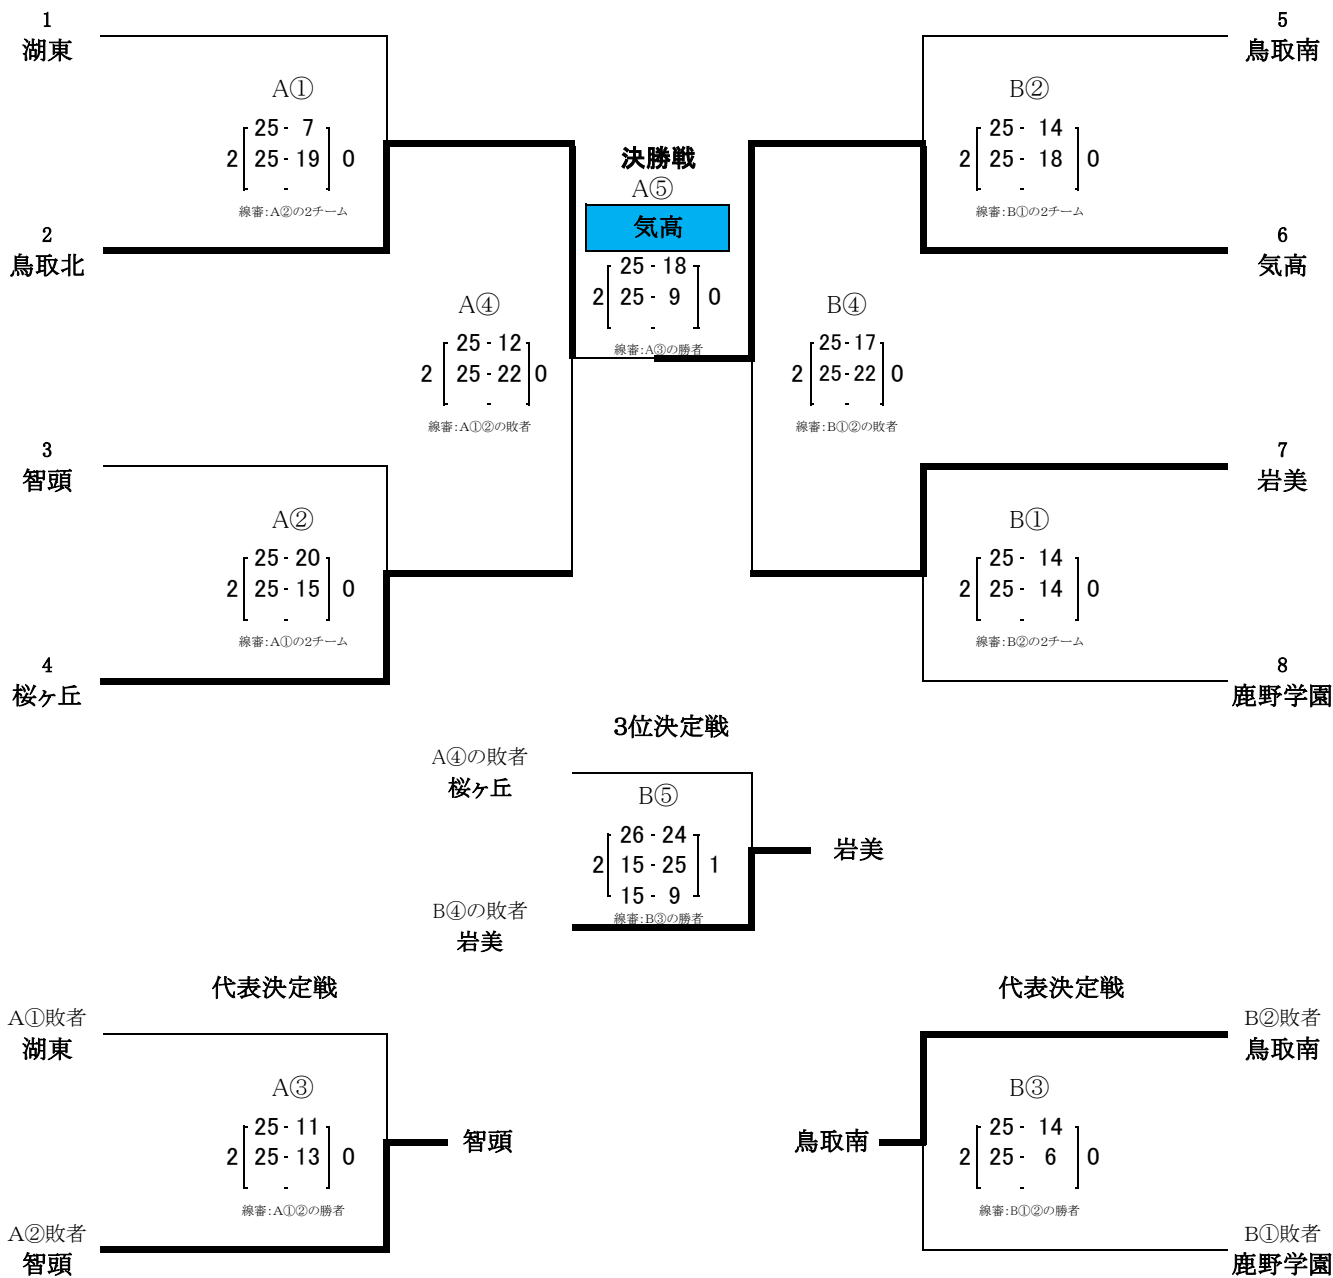 1
湖東
5
鳥取南
A①
25 - 7
2 25 - 19 0
- 
線審:A②の2チーム
B②
25 - 14
2 25 - 18 0
-
線審:B①の2チーム
決勝戦
A⑤
気高
25 - 18
2 25 - 9 0
-
線審:A③の勝者
2
鳥取北
6
気高
A④
25 - 12
2 25 - 22 0
-
線審:A①②の敗者
B④
25 - 17
2 25 - 22 0
-
線審:B①②の敗者
3
智頭
7
岩美
A②
25 - 20
2 25 - 15 0
-
線審:A①の2チーム
B①
25 - 14
2 25 - 14 0
-
線審:B②の2チーム
4
桜ヶ丘
8
鹿野学園
3位決定戦
A④の敗者
桜ヶ丘
B⑤
26 - 24
2 15 - 25 1
15 - 9
線審:B③の勝者
岩美
B④の敗者
岩美
代表決定戦
代表決定戦
A①敗者
湖東
B②敗者
鳥取南
A③
25 - 11
2 25 - 13 0
-
線審:A①②の勝者
智頭
鳥取南
B③
25 - 14
2 25 - 6 0
-
線審:B①②の勝者
A②敗者
智頭
B①敗者
鹿野学園